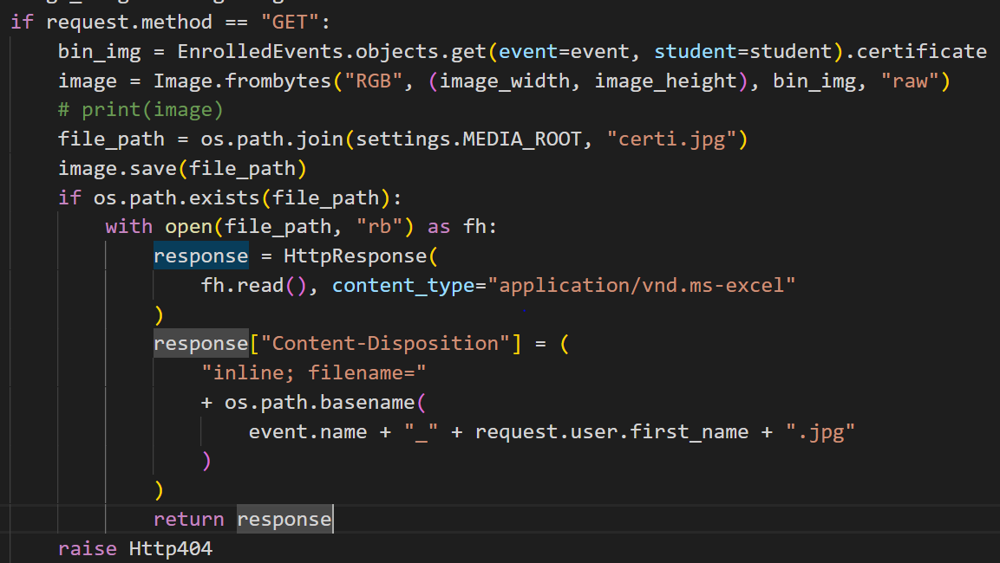 if request.method == "GET":
    bin_img = EnrolledEvents.objects.get(event=event, student=student).certificate
    image = Image.frombytes("RGB", (image_width, image_height), bin_img, "raw")
    # print(image)
    file_path = os.path.join(settings.MEDIA_ROOT, "certi.jpg")
    image.save(file_path)
    if os.path.exists(file_path):
        with open(file_path, "rb") as fh:
            response = HttpResponse(
                fh.read(), content_type="application/vnd.ms-excel"
            )
            response["Content-Disposition"] = (
                "inline; filename="
                + os.path.basename(
                    event.name + "_" + request.user.first_name + ".jpg"
                )
            )
            return response
    raise Http404